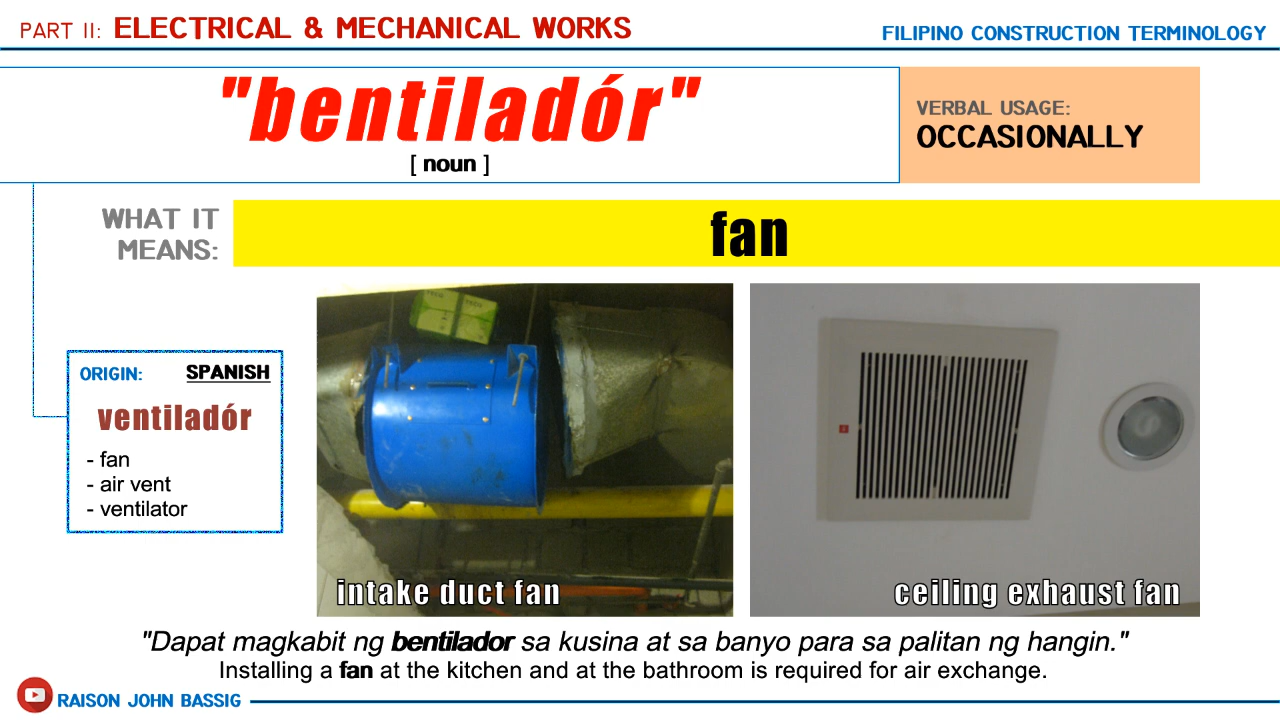 PART II: ELECTRICAL & MECHANICAL WORKS
FILIPINO CONSTRUCTION TERMINOLOGY
"bentiladór"
[ noun ]
VERBAL USAGE:
OCCASIONALLY
WHAT IT
MEANS:
fan
ORIGIN: SPANISH
ventiladór
- fan
- air vent
- ventilator
intake duct fan
ceiling exhaust fan
"Dapat magkabit ng bentilador sa kusina at sa banyo para sa palitan ng hangin."
Installing a fan at the kitchen and at the bathroom is required for air exchange.
RAISON JOHN BASSIG